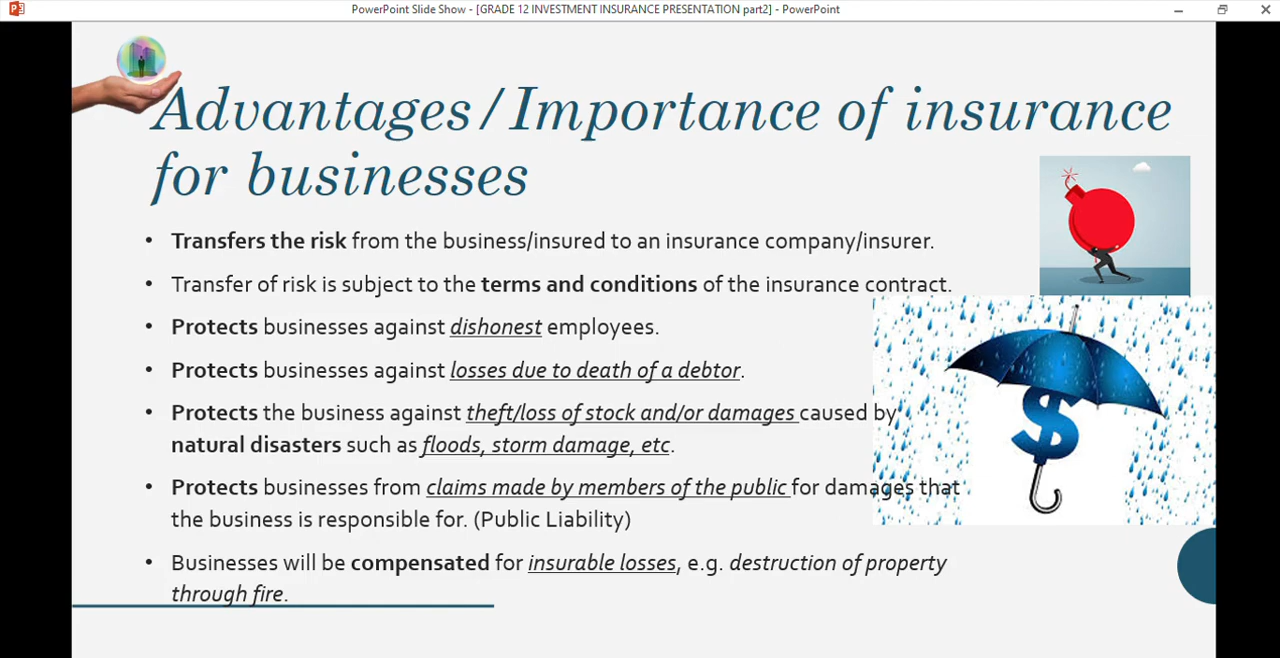 PowerPoint Slide Show - [GRADE 12 INVESTMENT INSURANCE PRESENTATION part2] - PowerPoint
Advantages/Importance of insurance
for businesses
• Transfers the risk from the business/insured to an insurance company/insurer.
• Transfer of risk is subject to the terms and conditions of the insurance contract.
• Protects businesses against dishonest employees.
• Protects businesses against losses due to death of a debtor.
• Protects the business against theft/loss of stock and/or damages caused by
natural disasters such as floods, storm damage, etc.
• Protects businesses from claims made by members of the public for damages that
the business is responsible for. (Public Liability)
• Businesses will be compensated for insurable losses, e.g. destruction of property
through fire.
$